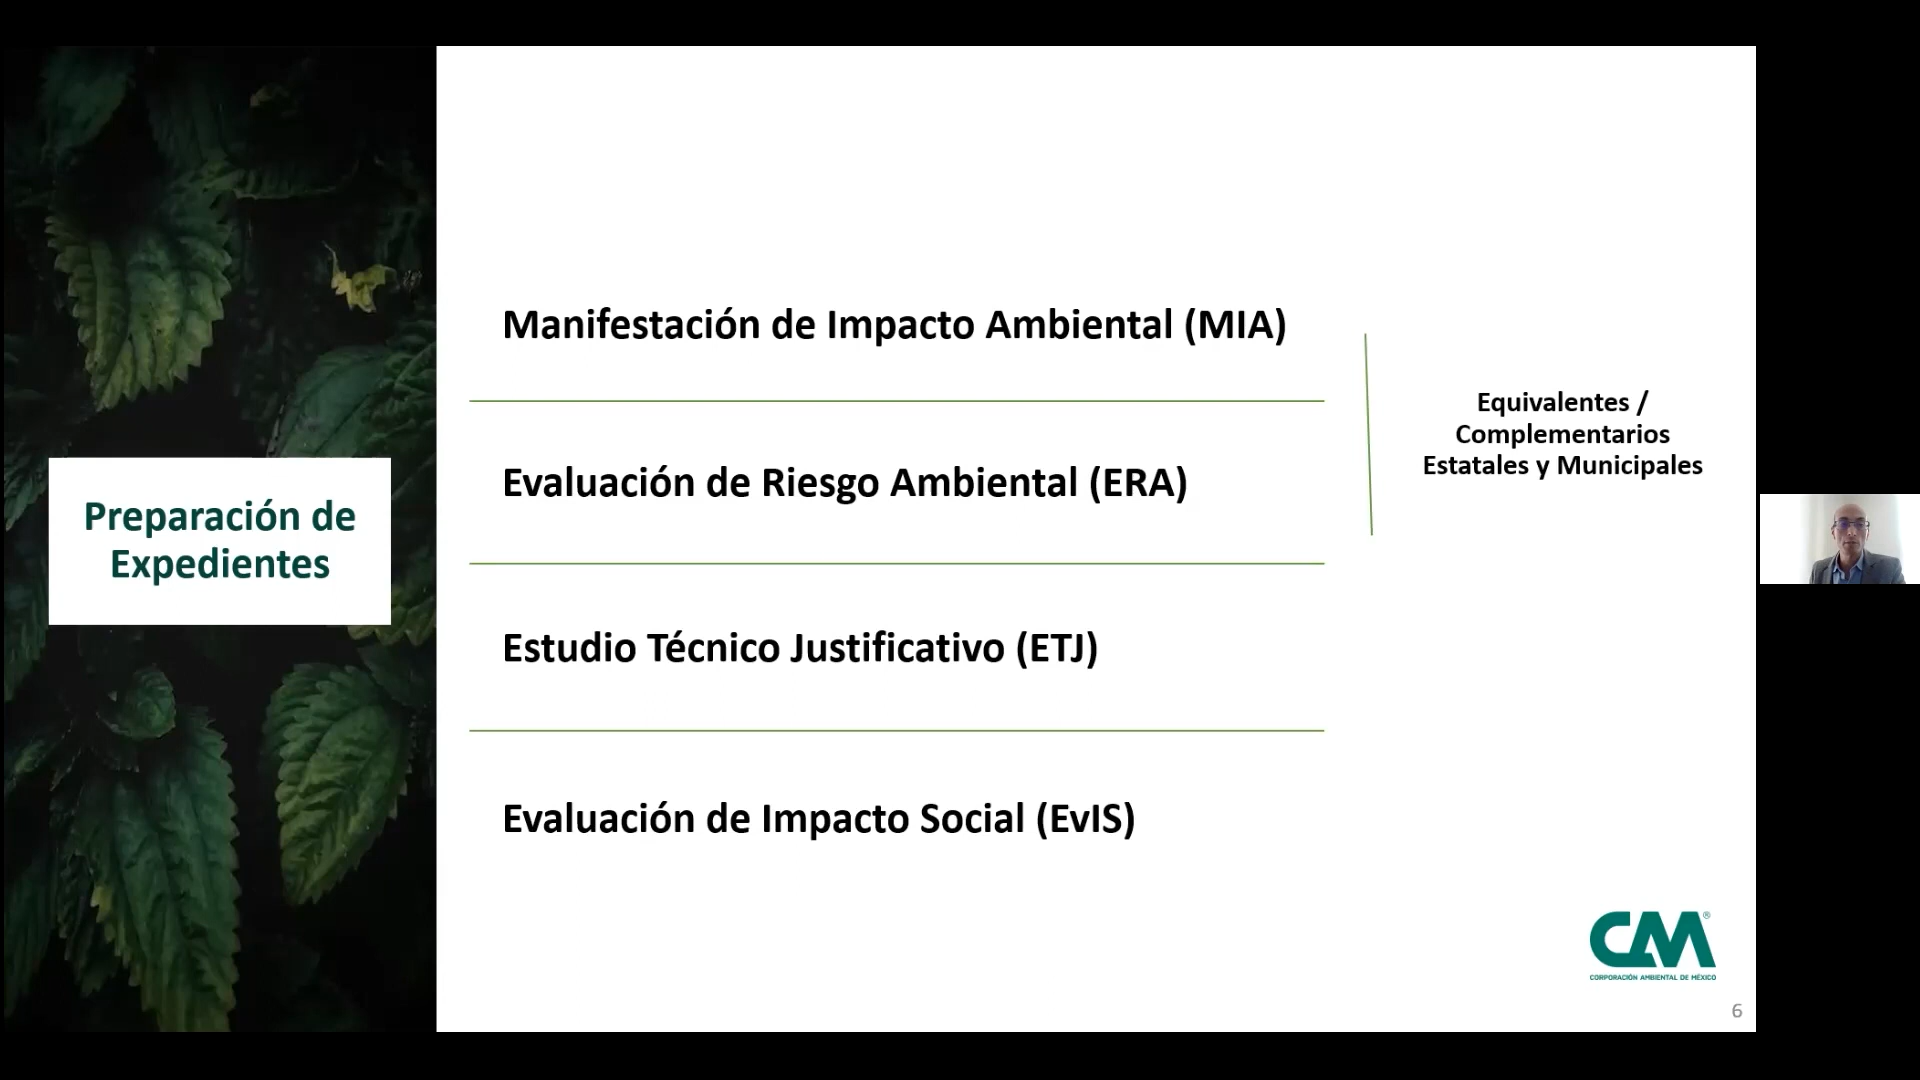 Preparación de
Expedientes
Manifestación de Impacto Ambiental (MIA)
Evaluación de Riesgo Ambiental (ERA)
Estudio Técnico Justificativo (ETJ)
Evaluación de Impacto Social (EvIS)
Equivalentes /
Complementarios
Estatales y Municipales
CAM®
CORPORACIÓN AMBIENTAL DE MÉXICO
6